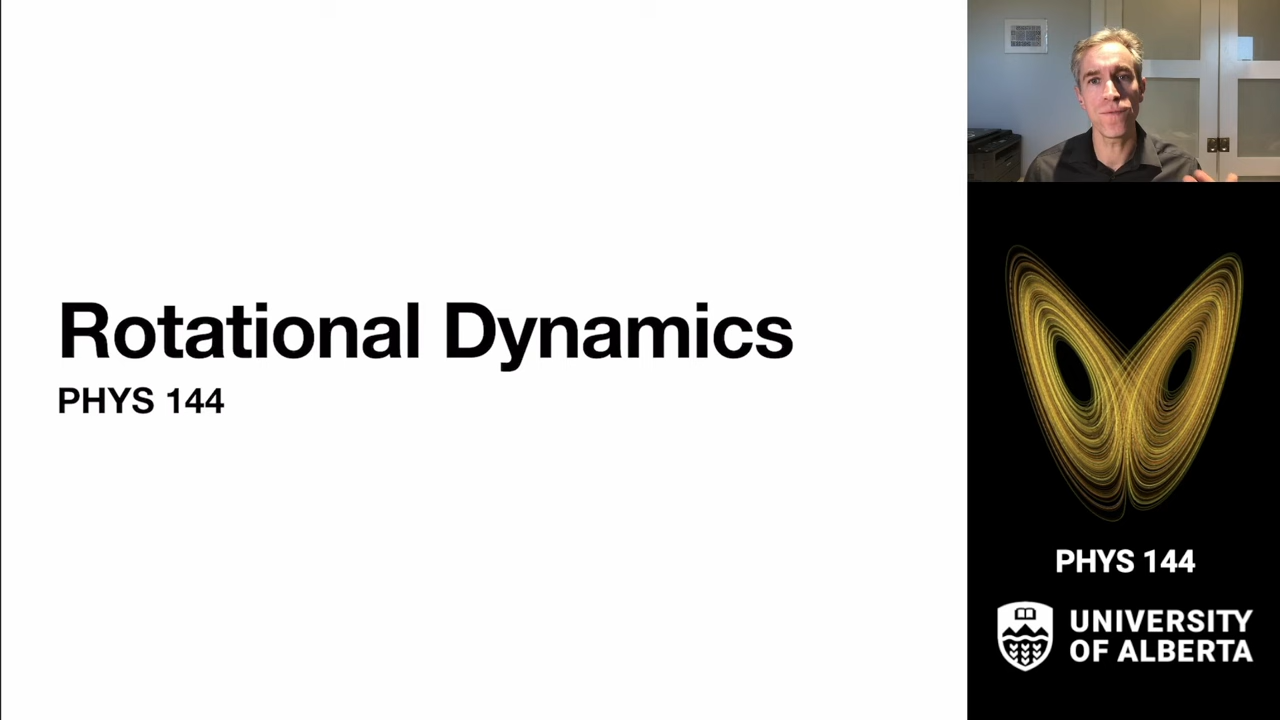 Rotational Dynamics
PHYS 144
PHYS 144
UNIVERSITY
OF ALBERTA